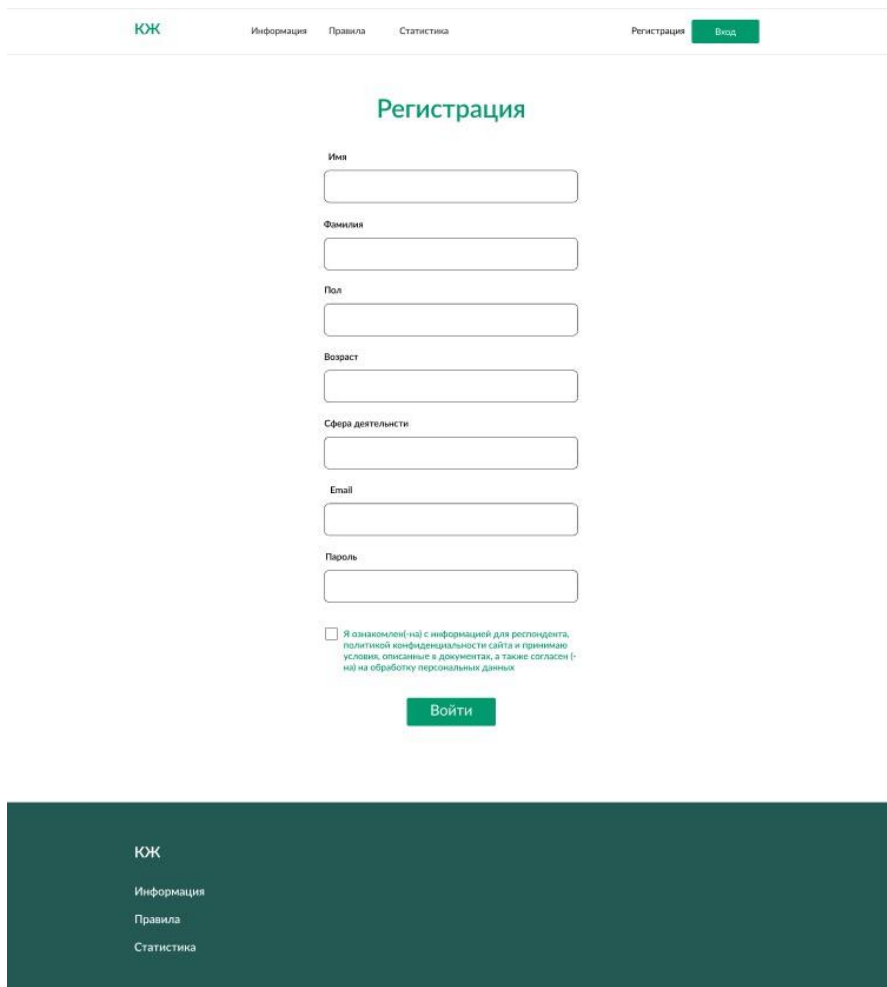 КЖ Информация Правила Статистика Регистрация Вход
Регистрация
Имя
Фамилия
Пол
Возраст
Сфера деятельнсти
Email
Пароль
Я ознакомлен(-на) с информацией для респондента,
политикой конфиденциальности сайта и принимаю
условия, описанные в документах, а также согласен (-
на) на обработку персональных данных
Войти
КЖ
Информация
Правила
Статистика